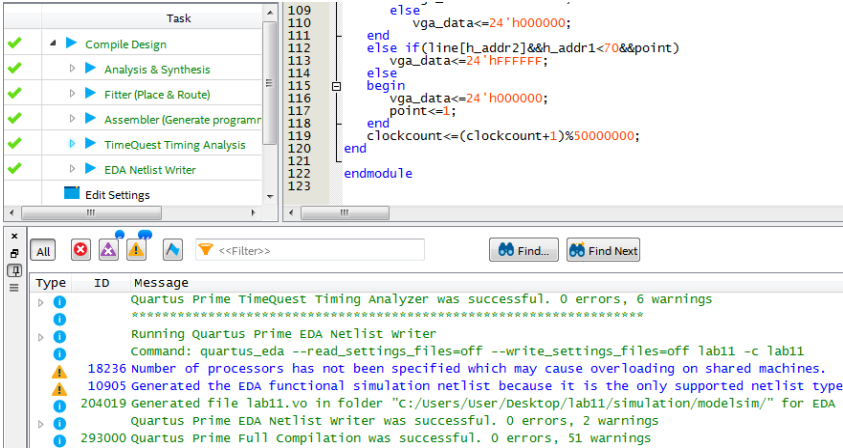 Task
Compile Design
Analysis & Synthesis
Fitter (Place & Route)
Assembler (Generate programm
TimeQuest Timing Analysis
EDA Netlist Writer
Edit Settings
109 else
110 vga_data<=24'h000000;
111 end
112 else if(line[h_addr2]&&h_addr1<70&&point)
113 vga_data<=24'hFFFFFF;
114 else
115 begin
116 vga_data<=24'h000000;
117 point<=1;
118 end
119 clockcount<=(clockcount+1)%50000000;
120 end
121
122 endmodule
123
All <<Filter>> Find... Find Next
Type ID Message
Quartus Prime TimeQuest Timing Analyzer was successful. 0 errors, 6 warnings
*******************************************************************
Running Quartus Prime EDA Netlist Writer
Command: quartus_eda --read_settings_files=off --write_settings_files=off lab11 -c lab11
18236 Number of processors has not been specified which may cause overloading on shared machines.
10905 Generated the EDA functional simulation netlist because it is the only supported netlist type
204019 Generated file lab11.vo in folder "C:/Users/User/Desktop/lab11/simulation/modelsim/" for EDA
Quartus Prime EDA Netlist Writer was successful. 0 errors, 2 warnings
293000 Quartus Prime Full Compilation was successful. 0 errors, 51 warnings